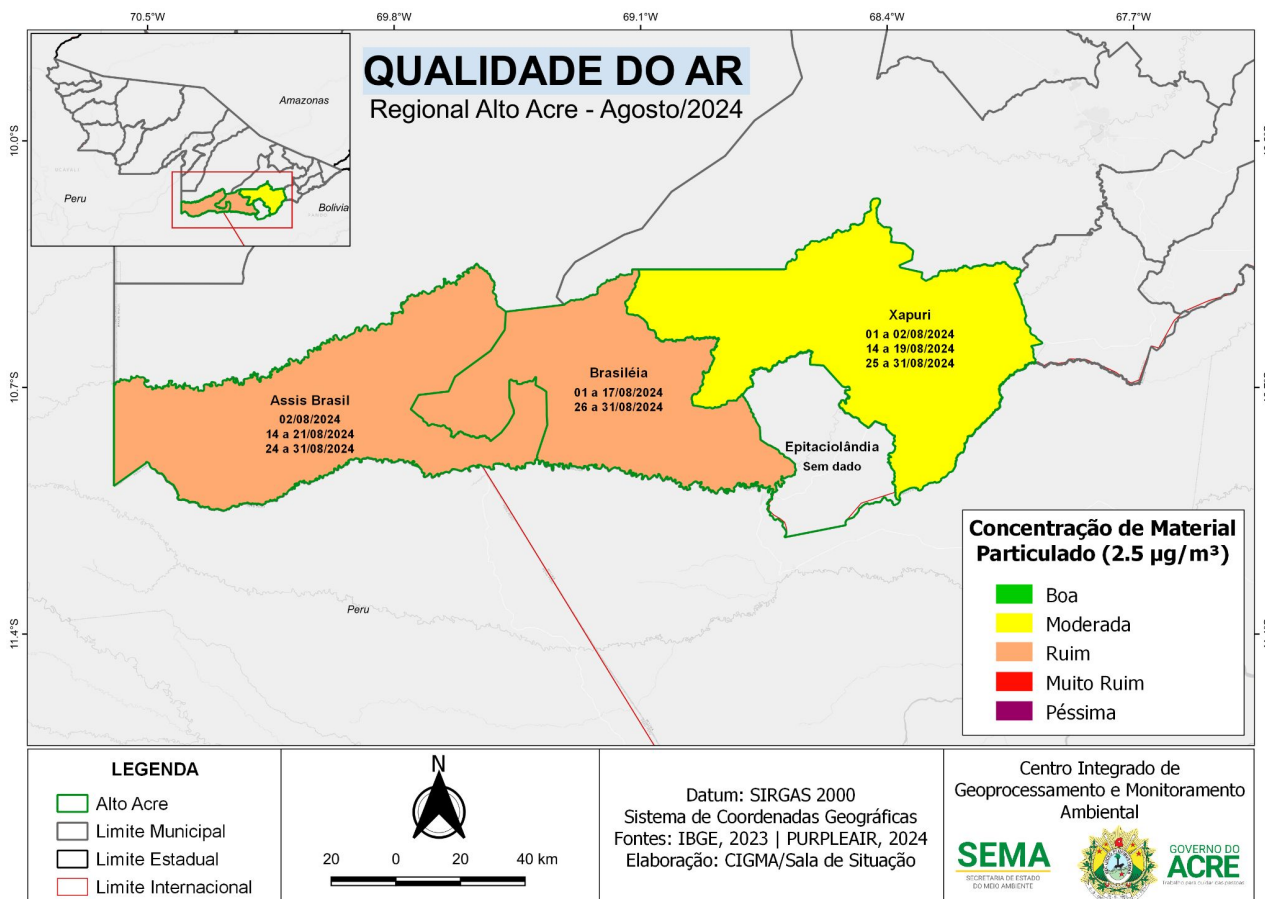 70.5°W
69.8°W
69.1°W
68.4°W
67.7°W
QUALIDADE DO AR
Regional Alto Acre - Agosto/2024
Amazonas
Peru
Bolivia
10.0°S
10.7°S
11.4°S
Xapuri
01 a 02/08/2024
14 a 19/08/2024
25 a 31/08/2024
Brasiléia
01 a 17/08/2024
26 a 31/08/2024
Assis Brasil
02/08/2024
14 a 21/08/2024
24 a 31/08/2024
Epitaciolândia
Sem dado
Peru
Concentração de Material
Particulado (2.5 µg/m³)
Boa
Moderada
Ruim
Muito Ruim
Péssima
LEGENDA
Alto Acre
Limite Municipal
Limite Estadual
Limite Internacional
N
20 0 20 40 km
Datum: SIRGAS 2000
Sistema de Coordenadas Geográficas
Fontes: IBGE, 2023 | PURPLEAIR, 2024
Elaboração: CIGMA/Sala de Situação
Centro Integrado de
Geoprocessamento e Monitoramento
Ambiental
SEMA
SECRETARIA DE ESTADO
DO MEIO AMBIENTE
GOVERNO DO
ACRE
trabalho para cuidar das pessoas